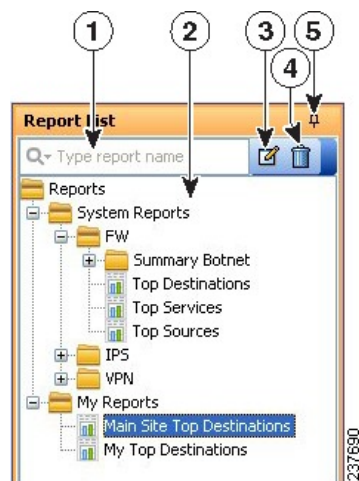 1 2 3 5
4
Report List
Type report name
Reports
System Reports
FW
Summary Botnet
Top Destinations
Top Services
Top Sources
IPS
VPN
My Reports
Main Site Top Destinations
My Top Destinations
237690